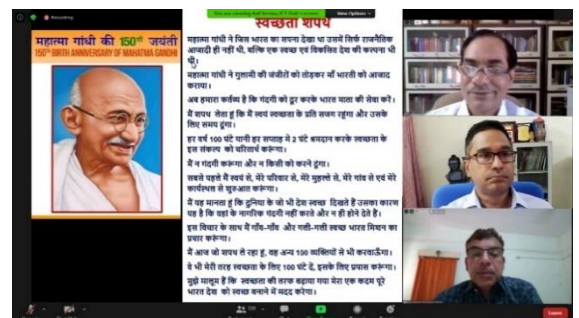 Recording
View Options
महात्मा गांधी की 150वीं जयंती
150TH BIRTH ANNIVERSARY OF MAHATMA GANDHI
स्वच्छता शपथ
महात्मा गांधी ने जिस भारत का सपना देखा था उसमें सिर्फ राजनैतिक
आजादी ही नहीं थी, बल्कि एक स्वच्छ एवं विकसित देश की कल्पना भी
थी।
महात्मा गांधी ने गुलामी की जंजीरों को तोड़कर माँ भारती को आजाद
कराया।
अब हमारा कर्तव्य है कि गंदगी को दूर करके भारत माता की सेवा करें।
मैं शपथ लेता हूं कि मैं स्वयं स्वच्छता के प्रति सजग रहूंगा और उसके
लिए समय दूंगा।
हर वर्ष 100 घंटे यानी हर सप्ताह मे 2 घंटे श्रमदान करके स्वच्छता के
इस संकल्प को चरितार्थ करूंगा।
मैं न गंदगी करूंगा और न किसी को करने दूंगा।
सबसे पहले मैं स्वयं से, मेरे परिवार से, मेरे मुहल्ले से, मेरे गांव से एवं मेरे
कार्यस्थल से शुरुआत करूंगा।
मैं यह मानता हूं कि दुनिया के जो भी देश स्वच्छ दिखते हैं उसका कारण
यह है कि वहां के नागरिक गंदगी नहीं करते और न ही होने देते हैं।
इस विचार के साथ मैं गाँव-गाँव और गली-गली स्वच्छ भारत मिशन का
प्रचार करूंगा।
मैं आज जो शपथ ले रहा हूं, वह अन्य 100 व्यक्तियों से भी करवाऊँगा।
वे भी मेरी तरह स्वच्छता के लिए 100 घंटे दें, इसके लिए प्रयास करूंगा।
मुझे मालूम हैं कि स्वच्छता की तरफ बढ़ाया गया मेरा एक कदम पूरे
भारत देश को स्वच्छ बनाने में मदद करेगा।
Leave